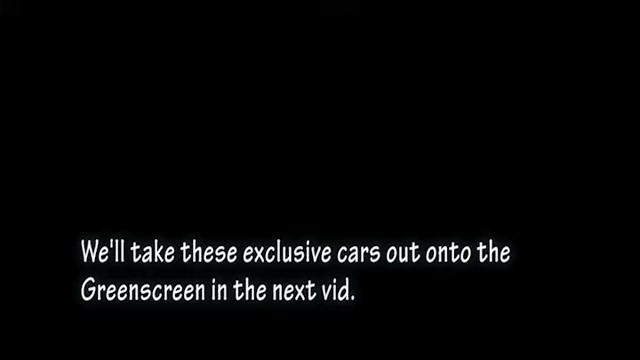 We'll take these exclusive cars out onto the
Greenscreen in the next vid.